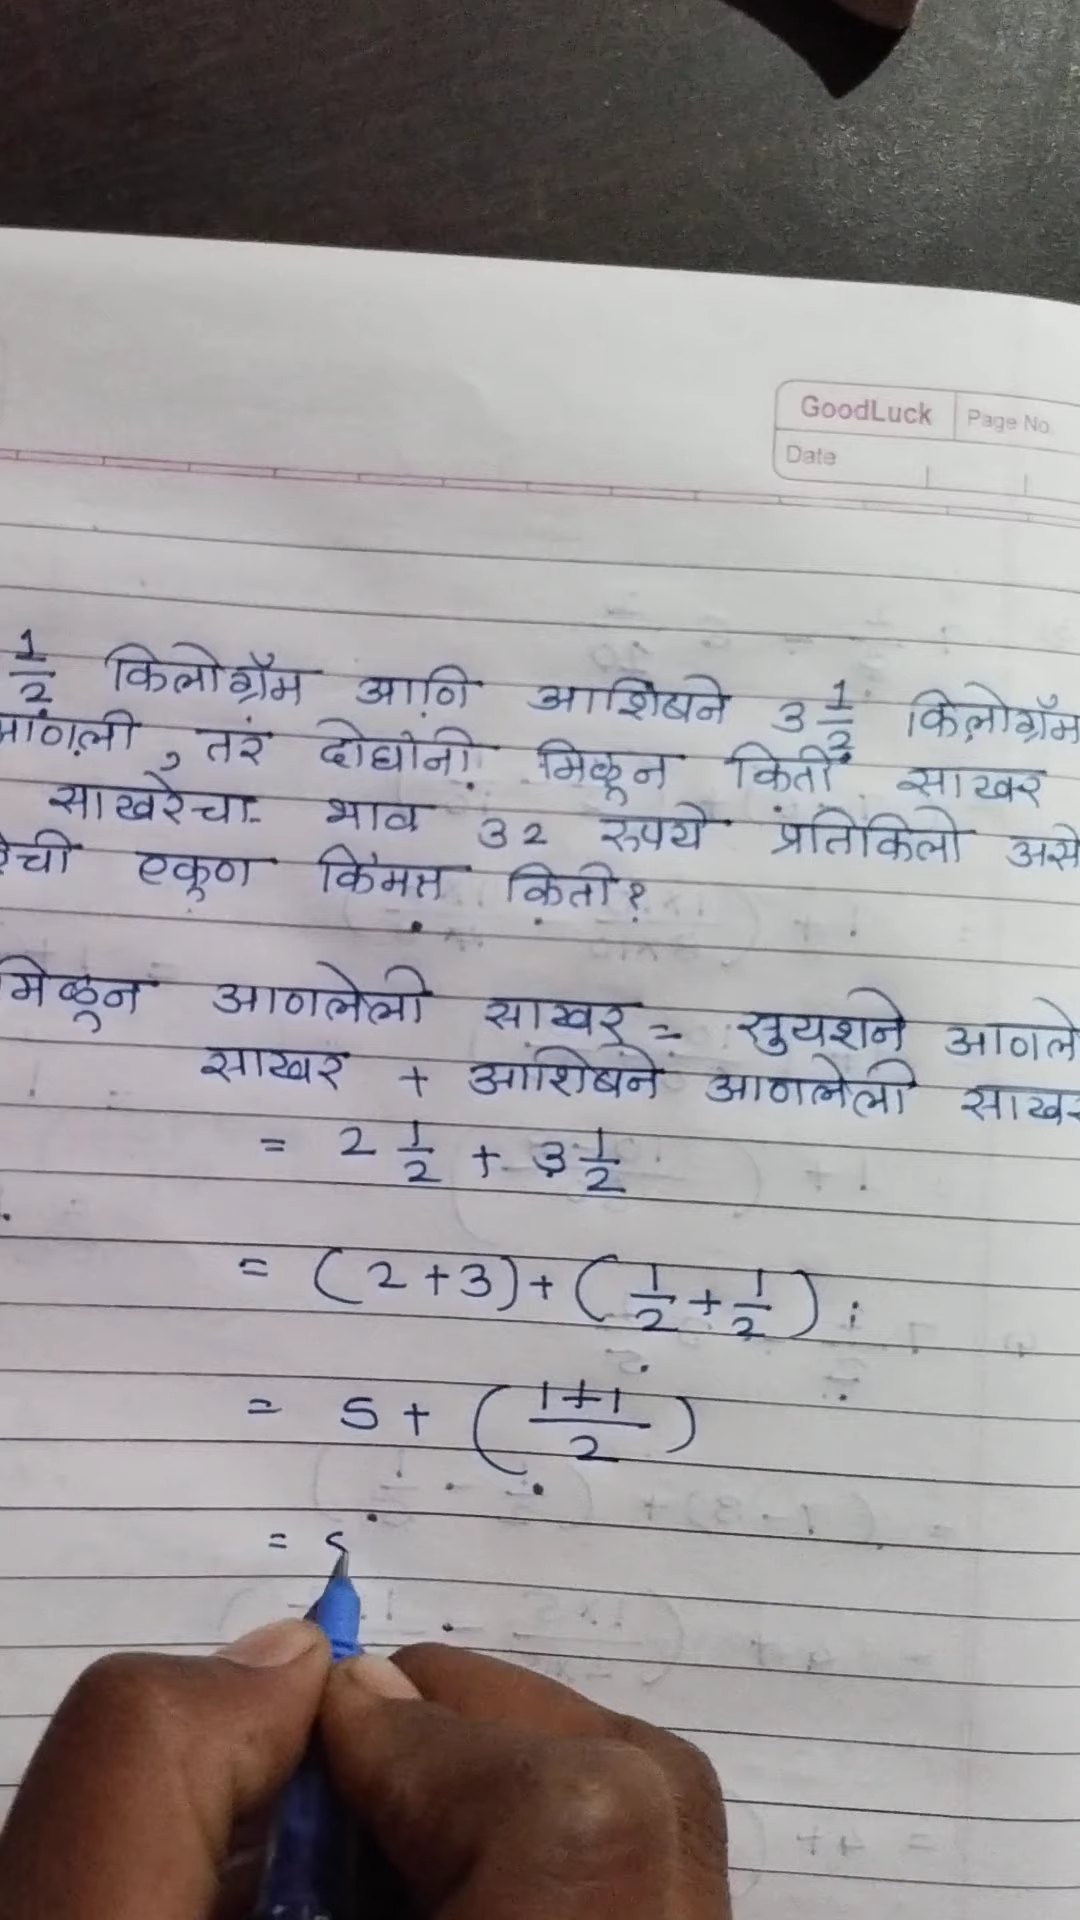 GoodLuck
Page No.
Date
1/2 किलोग्रॅम आणि आशिषने 3 1/2 किलोग्रॅम
तर दोघांनी मिळून किती साखर
साखरेचा भाव 32 रुपये प्रतिकिलो असे
एकूण किंमत किती?
मिळून आणलेली साखर = सुयशने आणले
साखर + आशिषने आणलेली साखर
= 2 1/2 + 3 1/2
= (2+3)+(1/2+1/2)
= 5+(1+1/2)
= 5